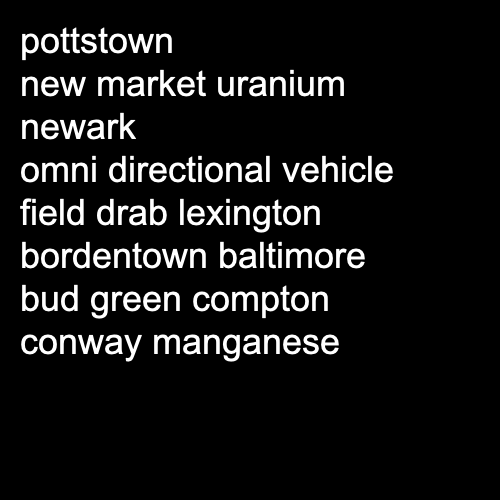 pottstown
new market uranium
newark
omni directional vehicle
field drab lexington
bordentown baltimore
bud green compton
conway manganese